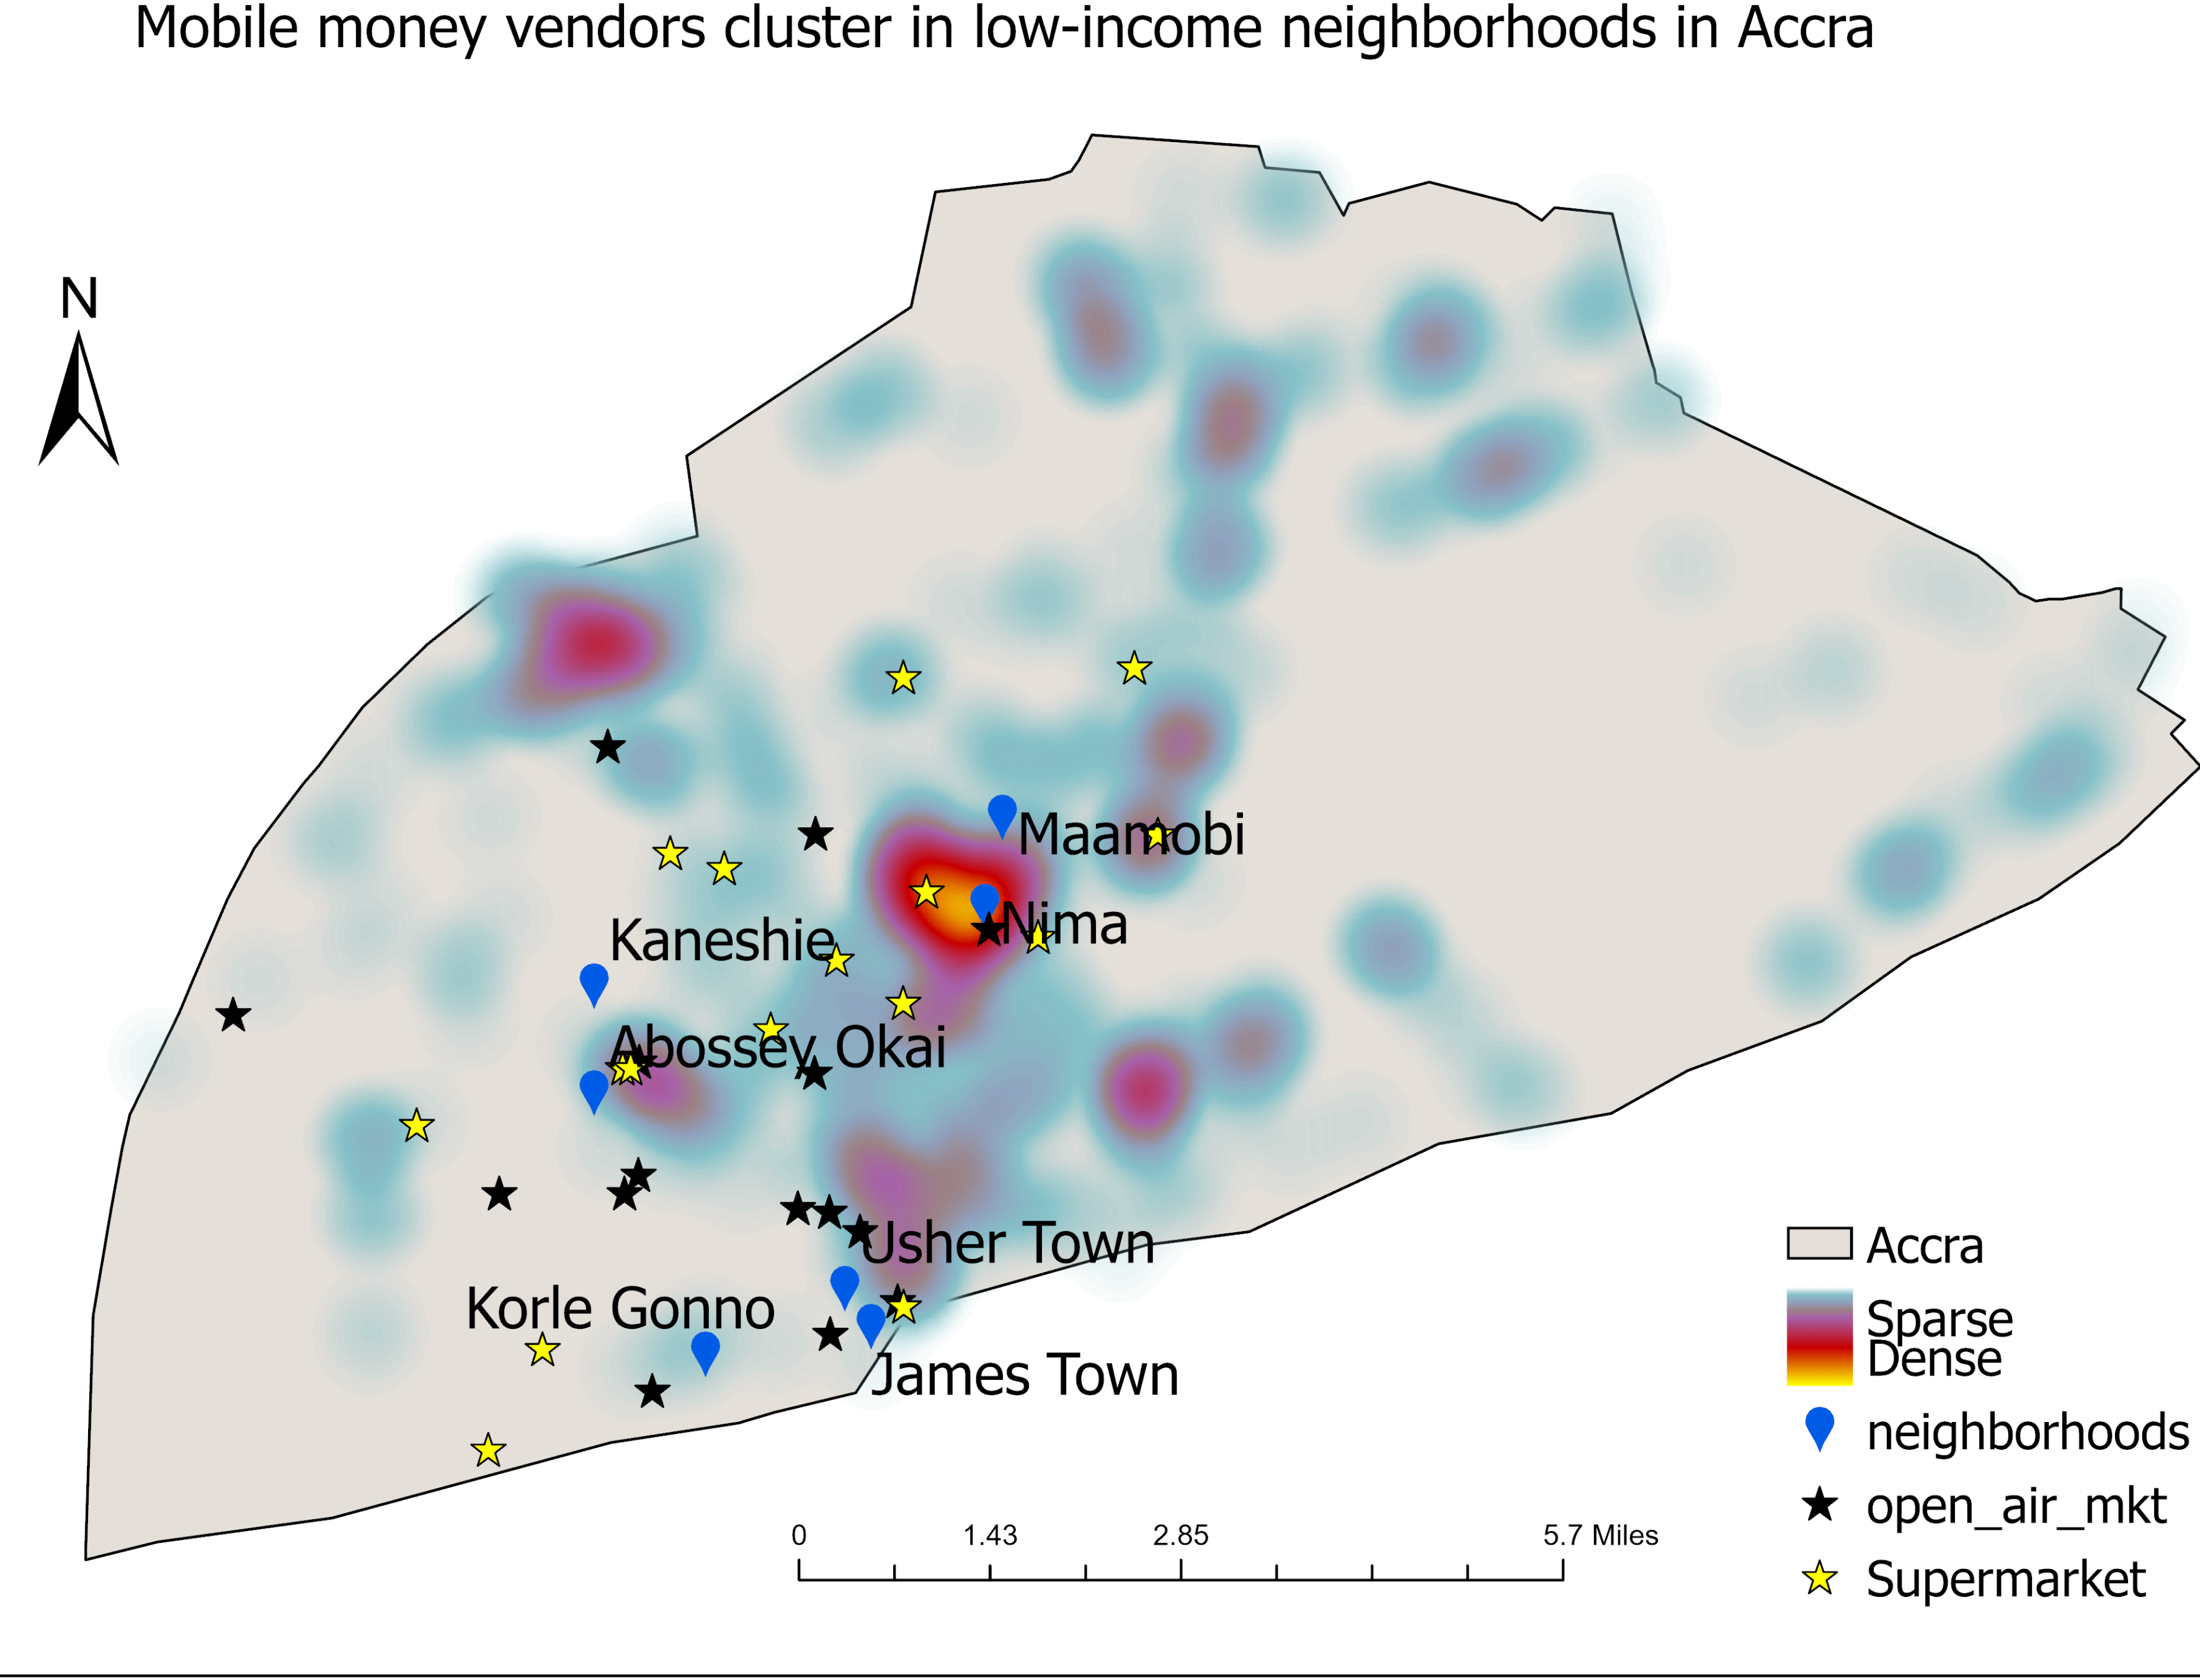 Mobile money vendors cluster in low-income neighborhoods in Accra
N
Maamobi
Nima
Kaneshie
Abossey Okai
Usher Town
Korle Gonno
James Town
Accra
Sparse
Dense
neighborhoods
open_air_mkt
Supermarket
0 1.43 2.85 5.7 Miles